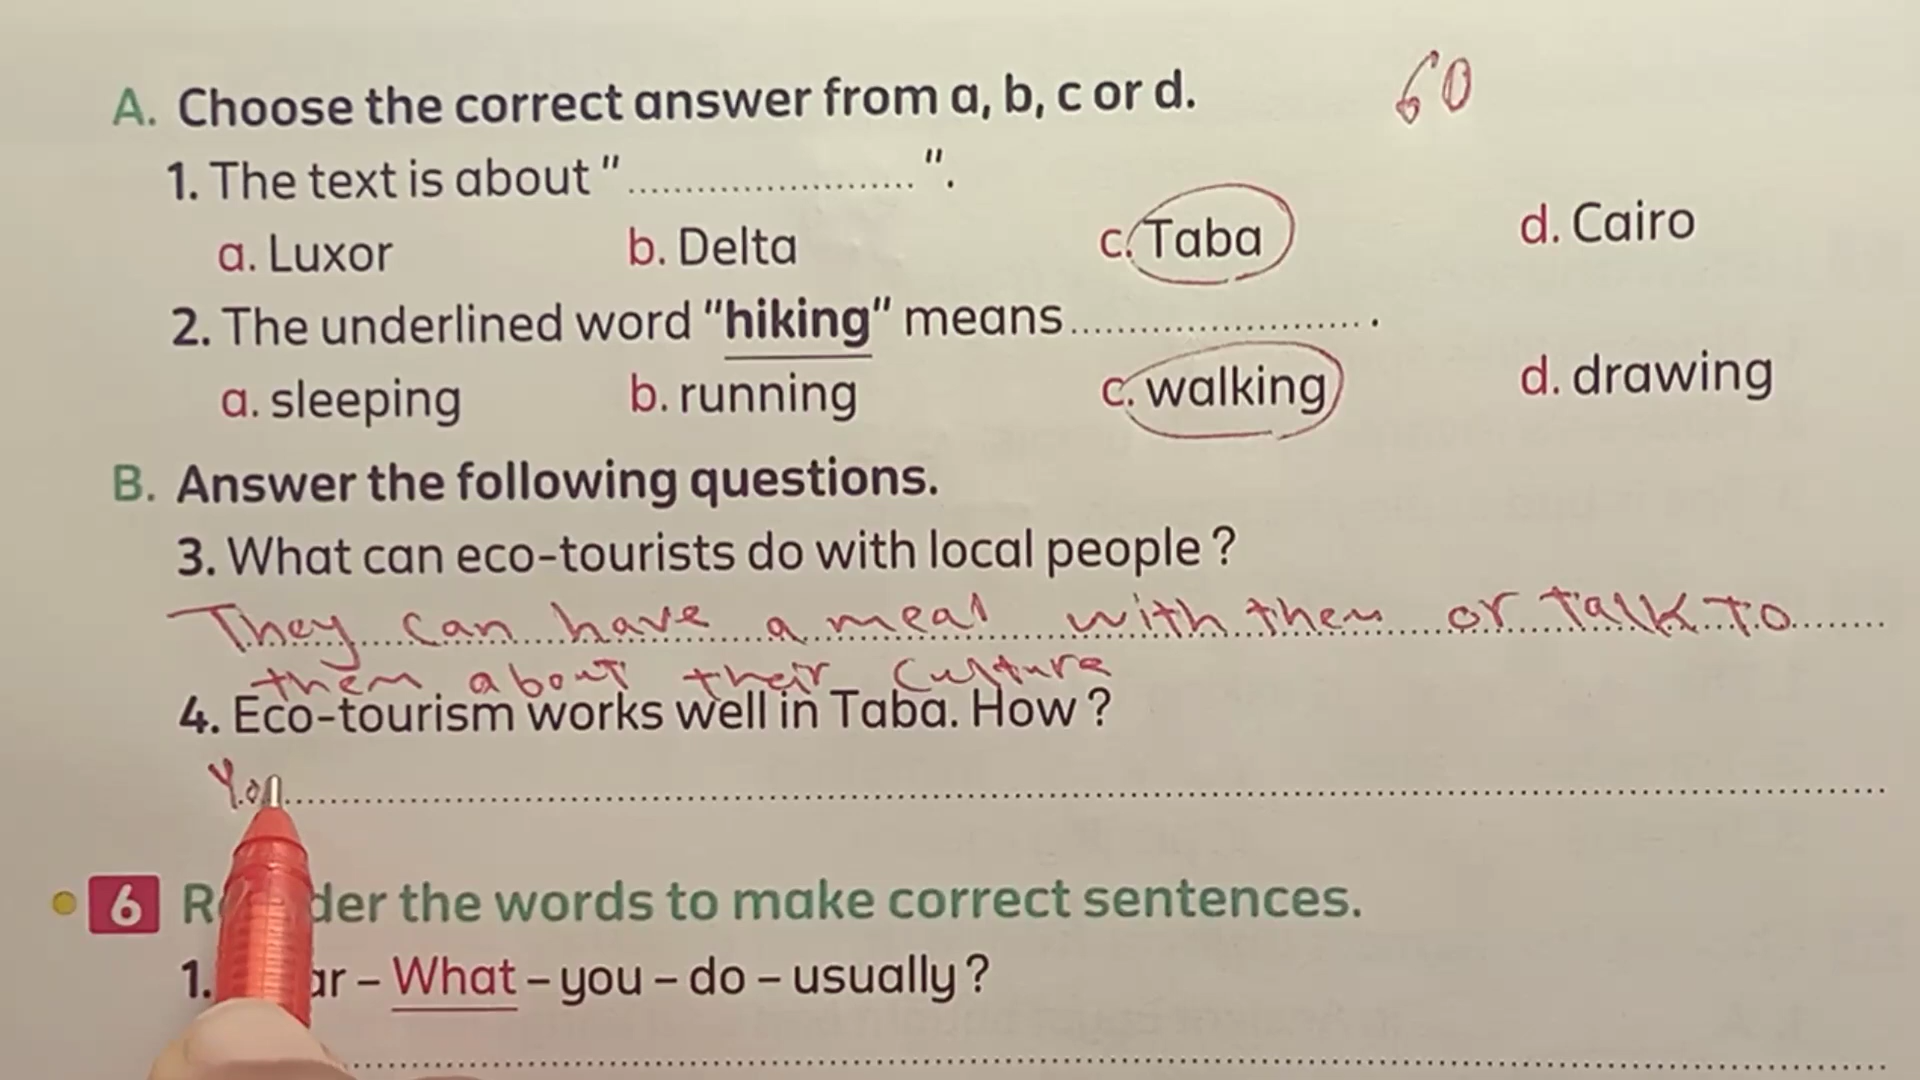 A. Choose the correct answer from a, b, c or d. 60
1. The text is about "........................".
a. Luxor b. Delta c. Taba d. Cairo
2. The underlined word "hiking" means ........................ .
a. sleeping b. running c. walking d. drawing
B. Answer the following questions.
3. What can eco-tourists do with local people ?
They can have a meal with them or talk to
them about their culture
4. Eco-tourism works well in Taba. How ?
6 der the words to make correct sentences.
1. – What – you – do – usually ?